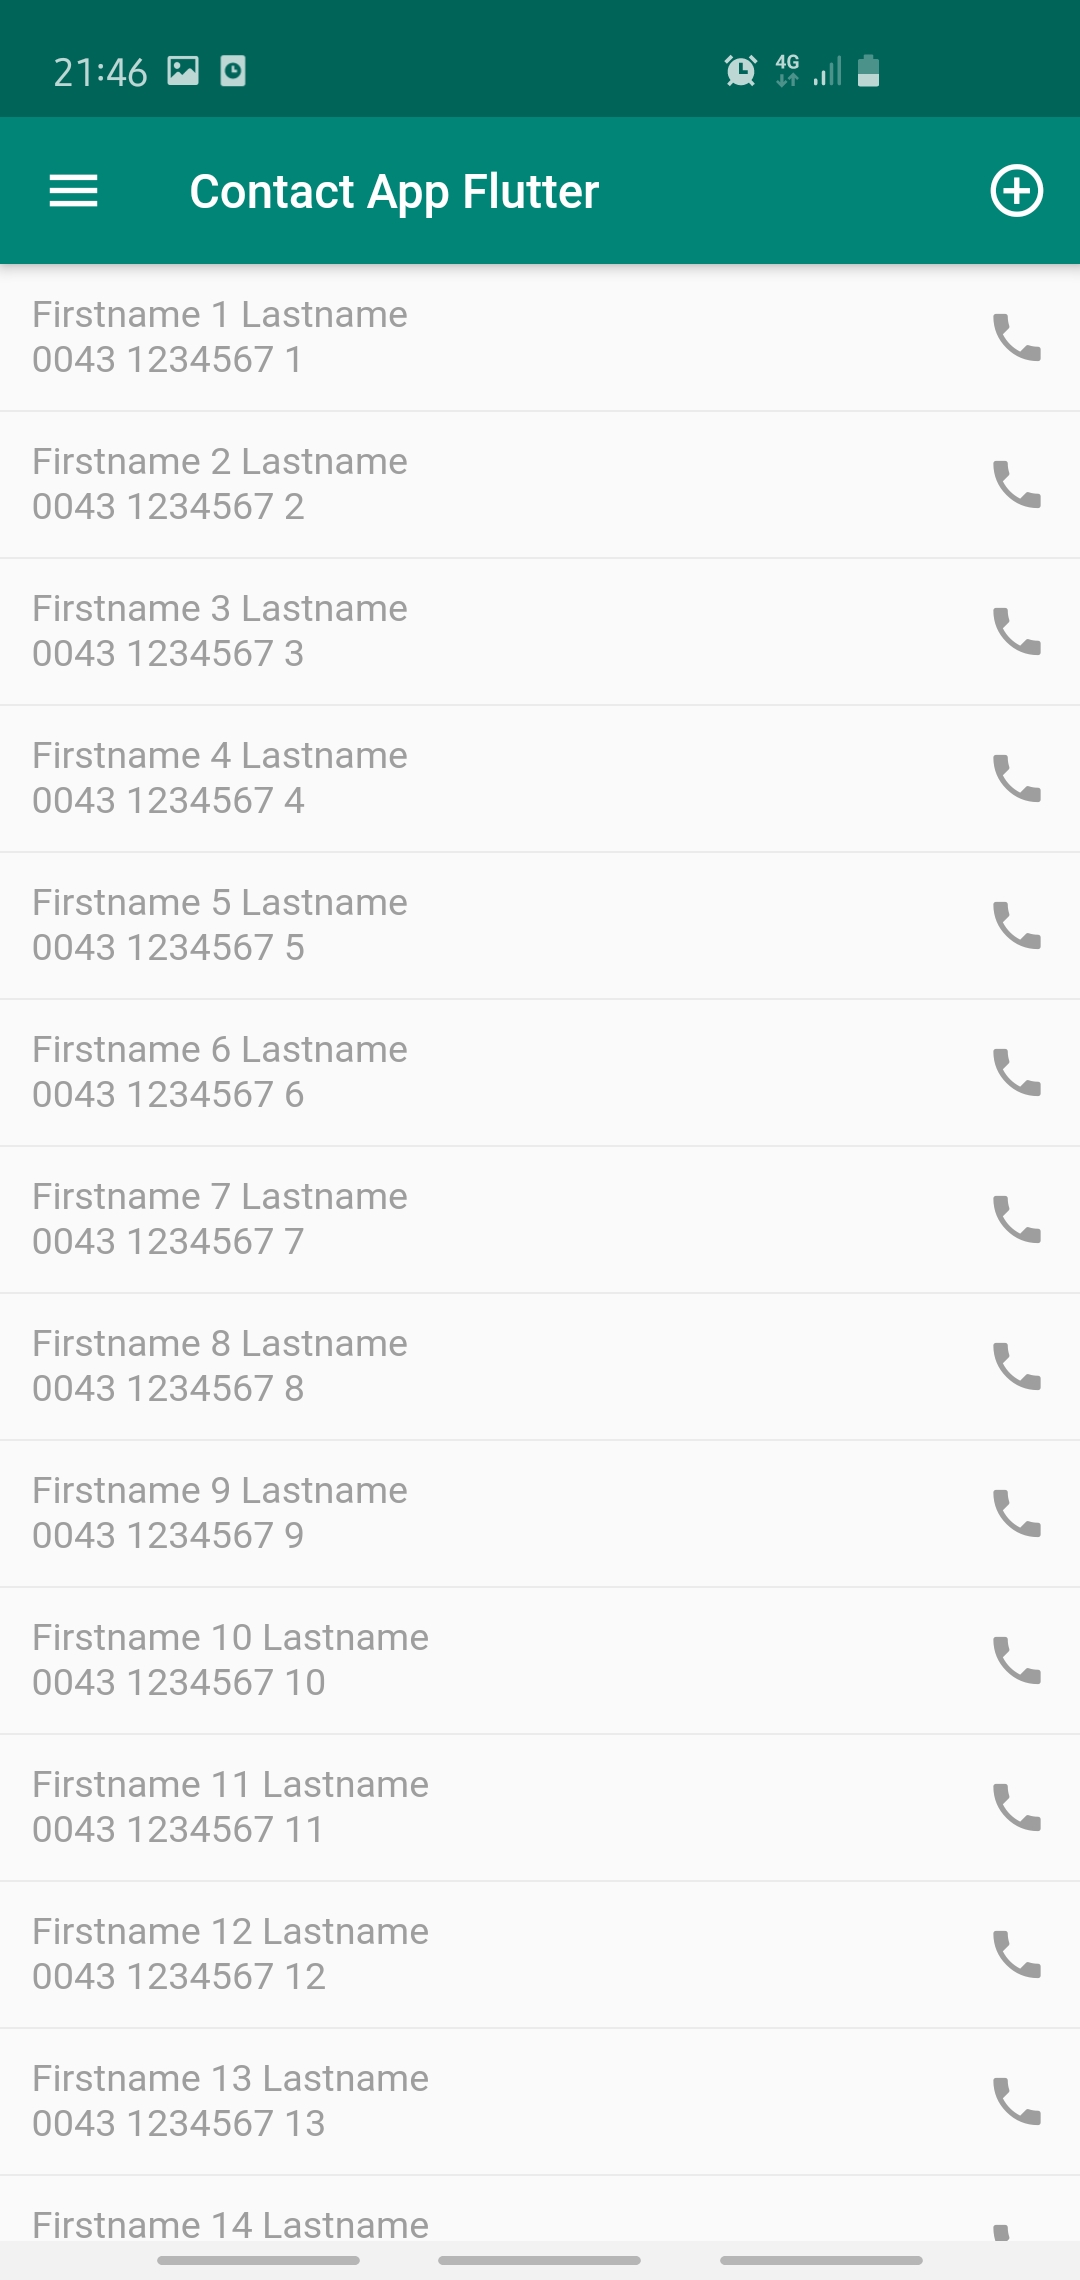 21:46 4G
Contact App Flutter
Firstname 1 Lastname
0043 1234567 1
Firstname 2 Lastname
0043 1234567 2
Firstname 3 Lastname
0043 1234567 3
Firstname 4 Lastname
0043 1234567 4
Firstname 5 Lastname
0043 1234567 5
Firstname 6 Lastname
0043 1234567 6
Firstname 7 Lastname
0043 1234567 7
Firstname 8 Lastname
0043 1234567 8
Firstname 9 Lastname
0043 1234567 9
Firstname 10 Lastname
0043 1234567 10
Firstname 11 Lastname
0043 1234567 11
Firstname 12 Lastname
0043 1234567 12
Firstname 13 Lastname
0043 1234567 13
Firstname 14 Lastname